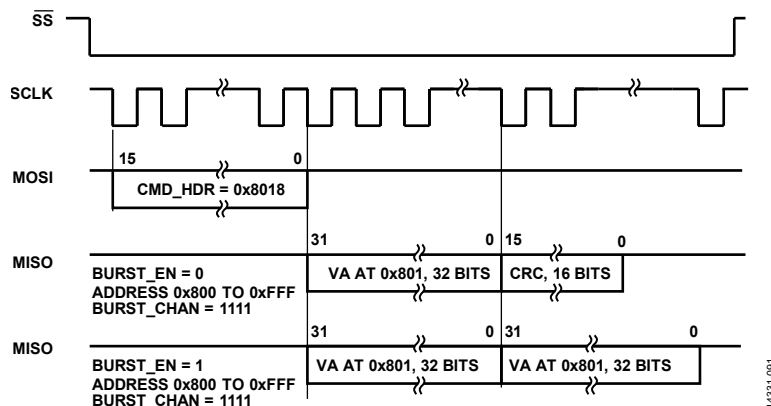 SS
SCLK
MOSI
15 0
CMD_HDR = 0x8018
MISO
BURST_EN = 0
ADDRESS 0x800 TO 0xFFF
BURST_CHAN = 1111
31 0 15 0
VA AT 0x801, 32 BITS CRC, 16 BITS
MISO
BURST_EN = 1
ADDRESS 0x800 TO 0xFFF
BURST_CHAN = 1111
31 0 31 0
VA AT 0x801, 32 BITS VA AT 0x801, 32 BITS